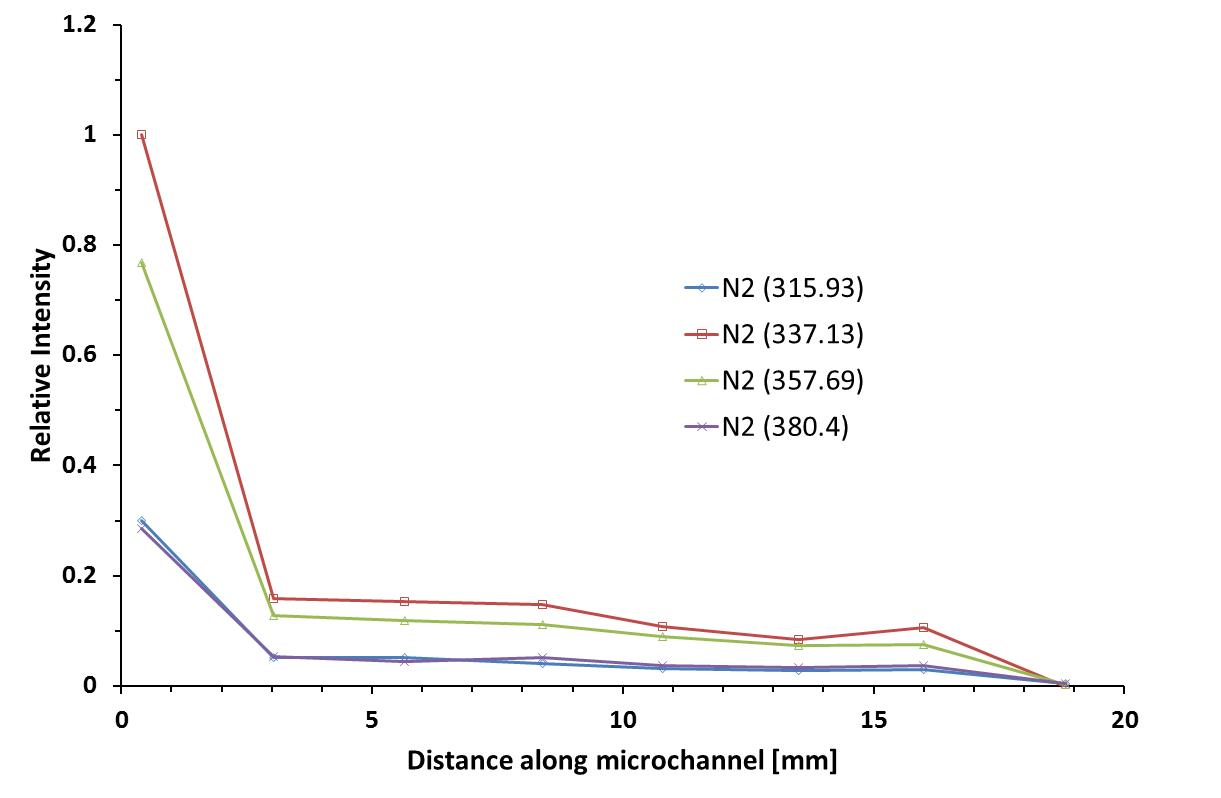 1.2
1
0.8
0.6
0.4
0.2
0
Relative Intensity
N2 (315.93)
N2 (337.13)
N2 (357.69)
N2 (380.4)
0 5 10 15 20
Distance along microchannel [mm]